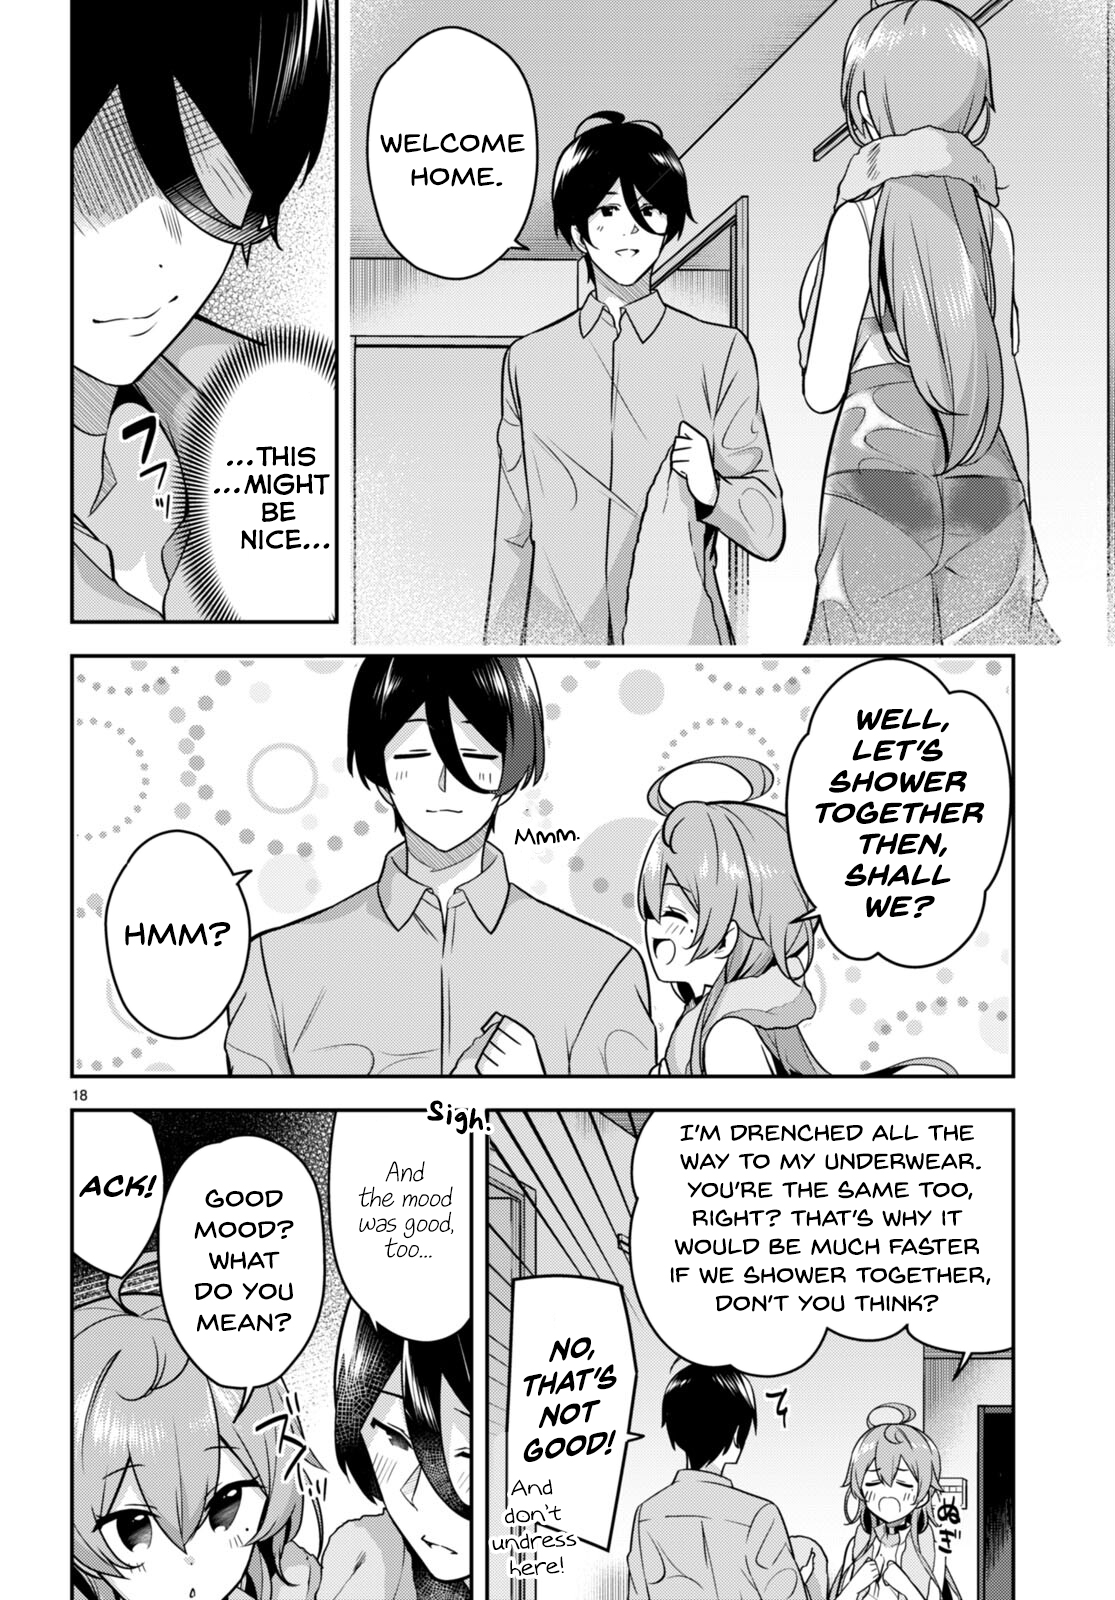 WELCOME
HOME.
...THIS
...MIGHT
BE
NICE...
フッ
WELL,
LET'S
SHOWER
TOGETHER
THEN,
SHALL
WE?
Mmm.
HMM?
18
I'M DRENCHED ALL THE
WAY TO MY UNDERWEAR.
YOU'RE THE SAME TOO,
RIGHT? THAT'S WHY IT
WOULD BE MUCH FASTER
IF WE SHOWER TOGETHER,
DON'T YOU THINK?
NO,
THAT'S
NOT
GOOD!
And
don't
undress
here!
Sigh!
And
the mood
was good,
too...
GOOD
MOOD?
WHAT
DO YOU
MEAN?
ACK!